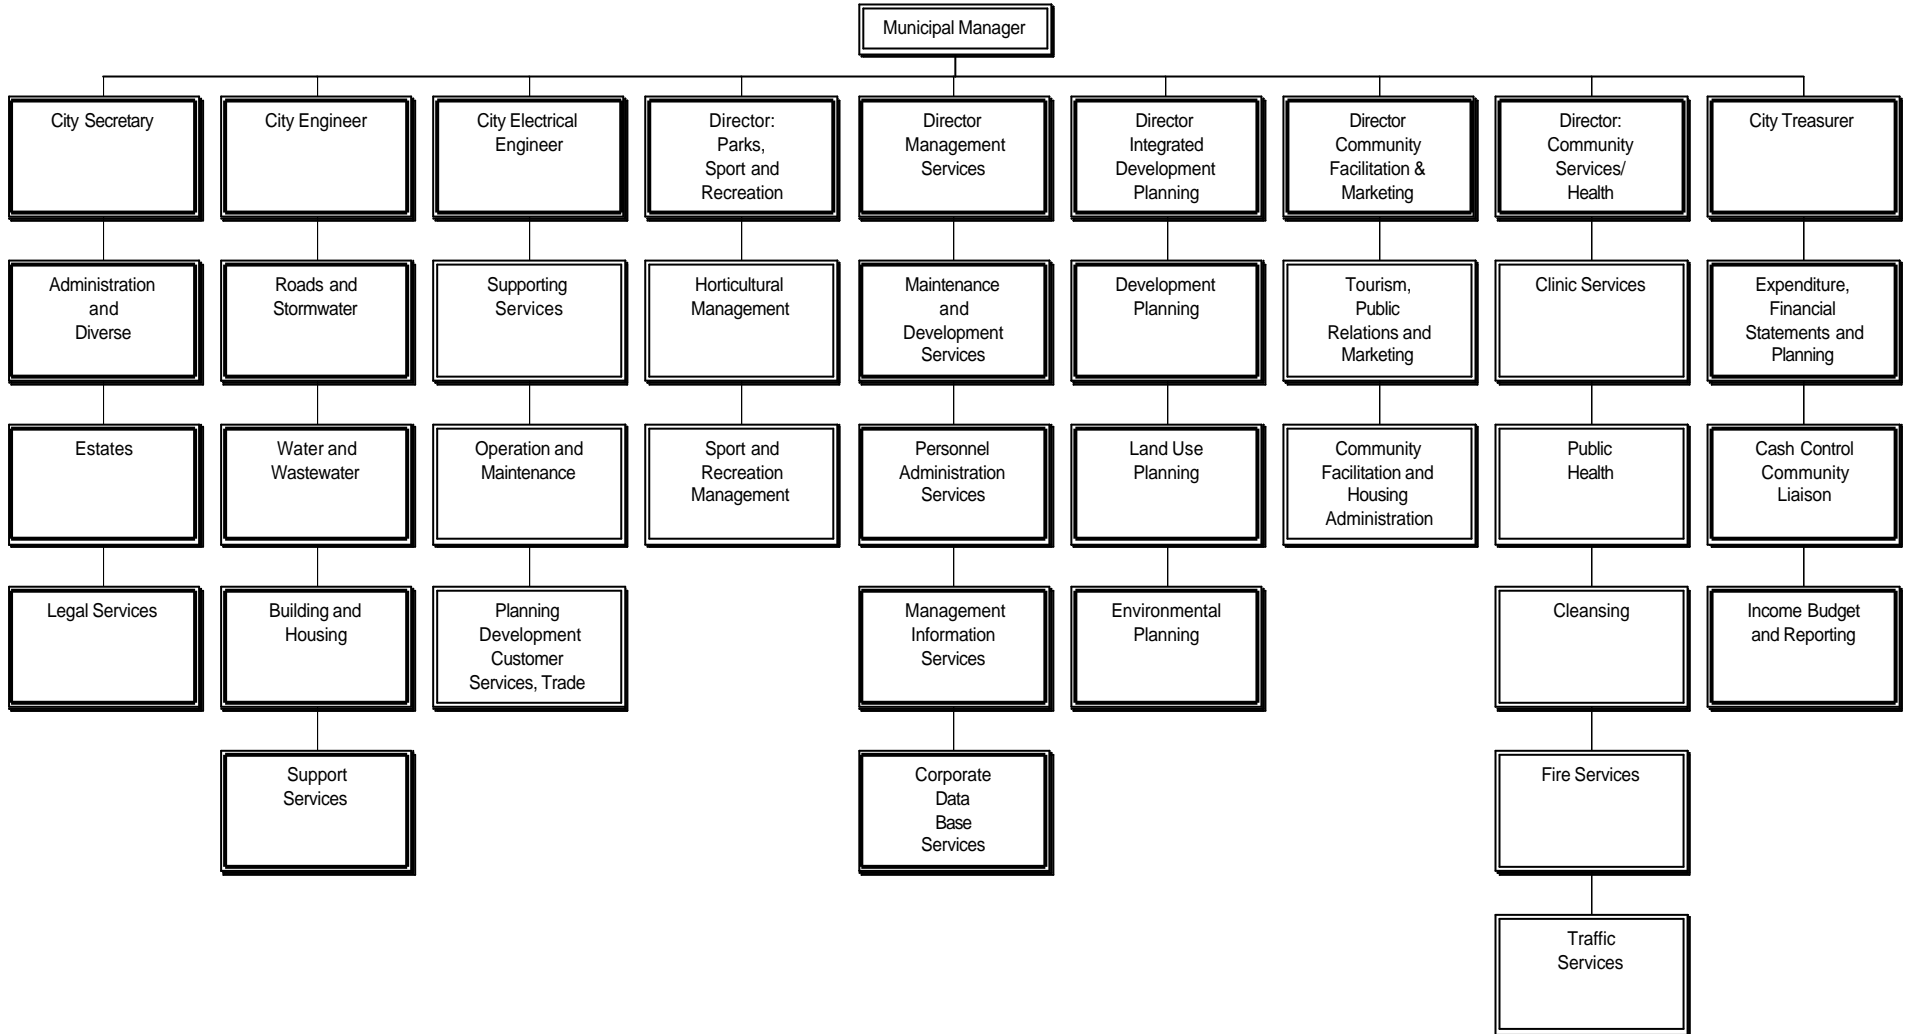 Municipal Manager
City Secretary
City Engineer
City Electrical
Engineer
Director:
Parks,
Sport and
Recreation
Director
Management
Services
Director
Integrated
Development
Planning
Director
Community
Facilitation &
Marketing
Director:
Community
Services/
Health
City Treasurer
Administration
and
Diverse
Roads and
Stormwater
Supporting
Services
Horticultural
Management
Maintenance
and
Development
Services
Development
Planning
Tourism,
Public
Relations and
Marketing
Clinic Services
Expenditure,
Financial
Statements and
Planning
Estates
Water and
Wastewater
Operation and
Maintenance
Sport and
Recreation
Management
Personnel
Administration
Services
Land Use
Planning
Community
Facilitation and
Housing
Administration
Public
Health
Cash Control
Community
Liaison
Legal Services
Building and
Housing
Planning
Development
Customer
Services, Trade
Management
Information
Services
Environmental
Planning
Cleansing
Income Budget
and Reporting
Support
Services
Corporate
Data
Base
Services
Fire Services
Traffic
Services